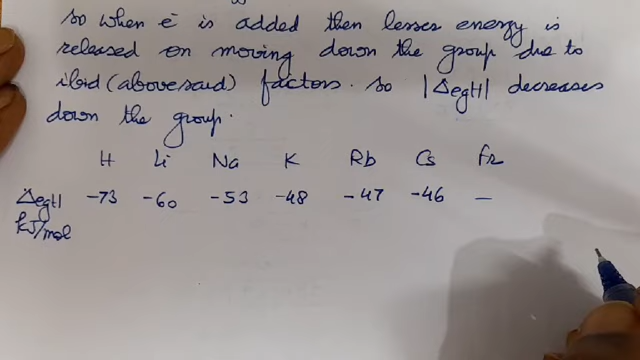 so when e⁻ is added then lesser energy is
released on moving down the group due to
ibid (above said) factors. so |ΔegH| decreases
down the group.
H Li Na K Rb Cs Fr
ΔegH -73 -60 -53 -48 -47 -46 —
kJ/mol